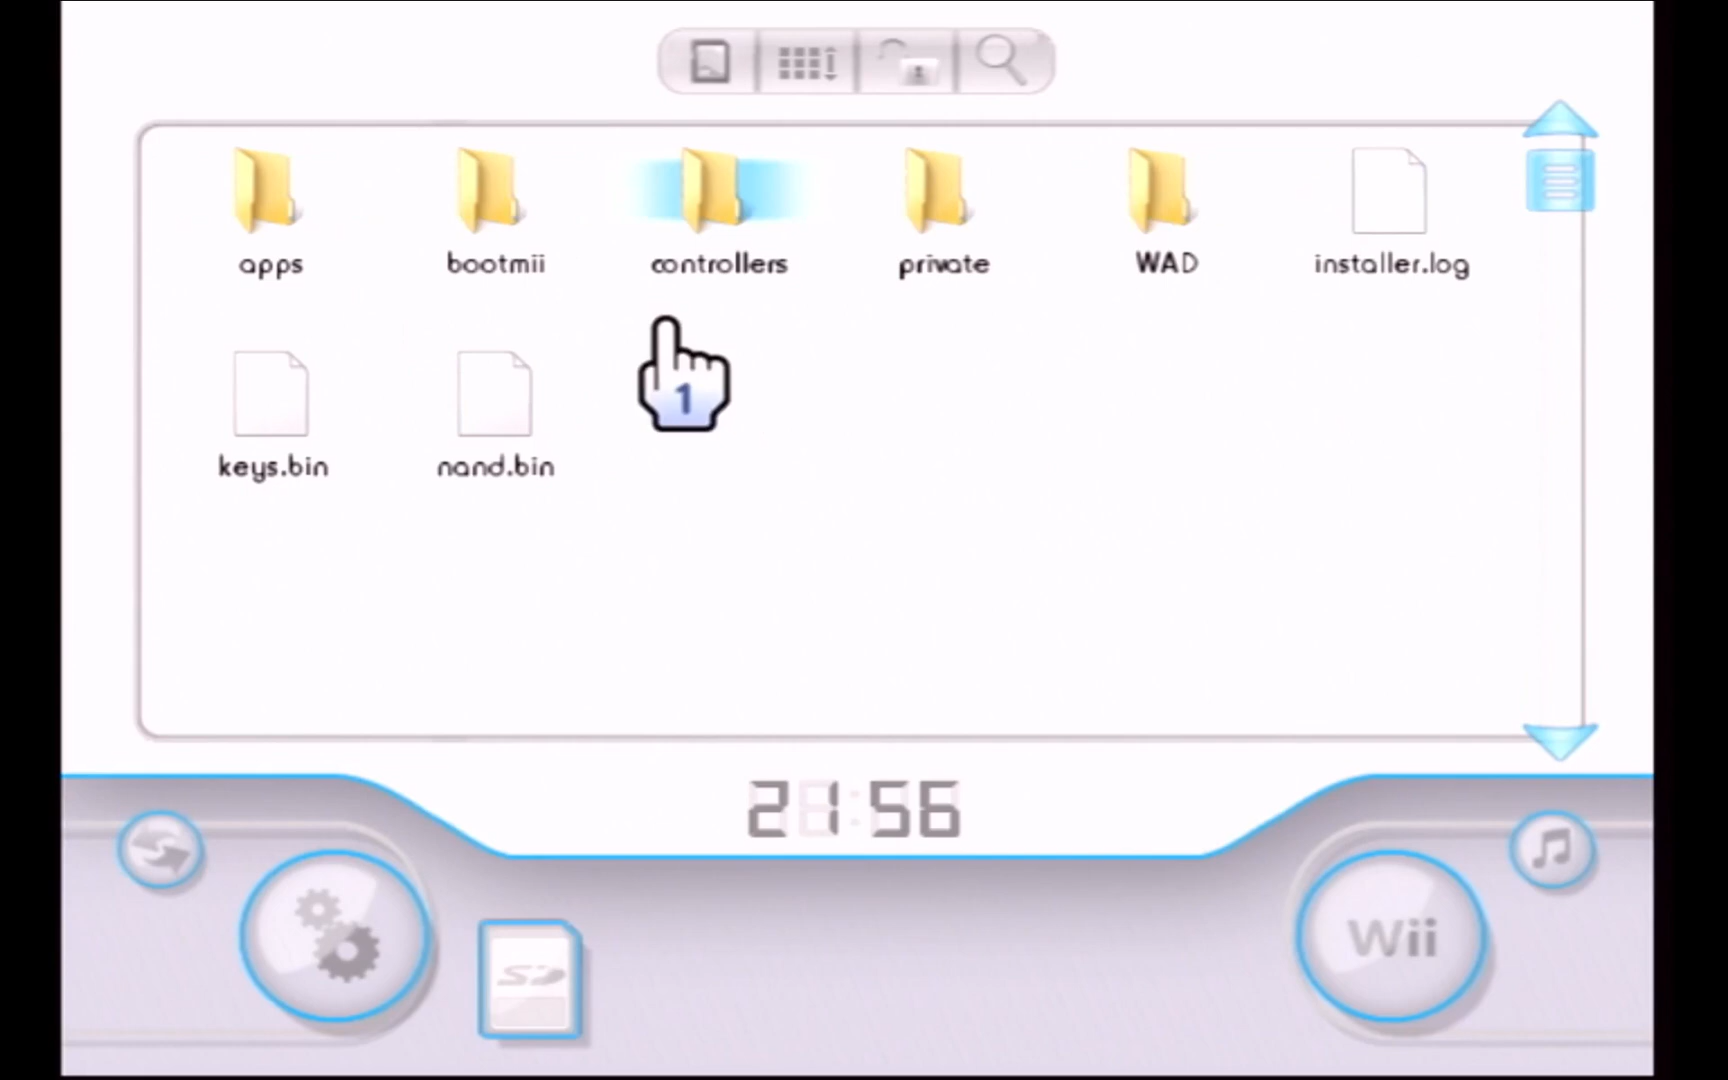 apps bootmii controllers private WAD installer.log
keys.bin nand.bin
1
21:56
SD
Wii